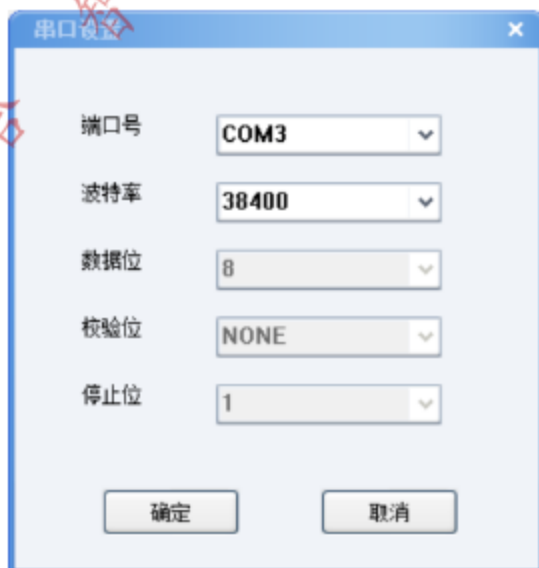 串口设置
端口号 COM3
波特率 38400
数据位 8
校验位 NONE
停止位 1
确定 取消